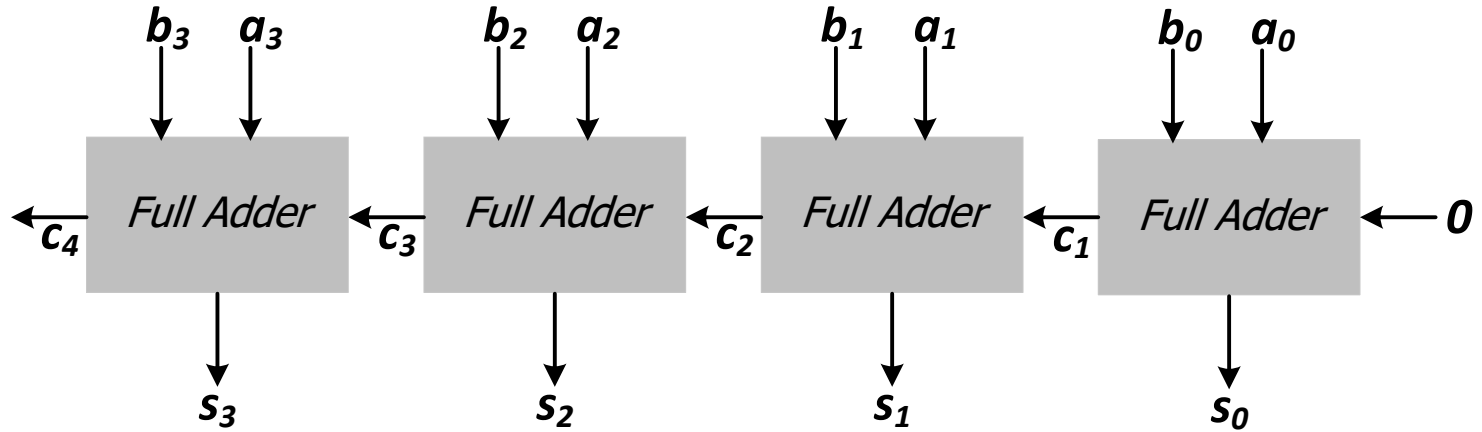 b₃ a₃ b₂ a₂ b₁ a₁ b₀ a₀
Full Adder Full Adder Full Adder Full Adder 0
c₄ c₃ c₂ c₁
s₃ s₂ s₁ s₀